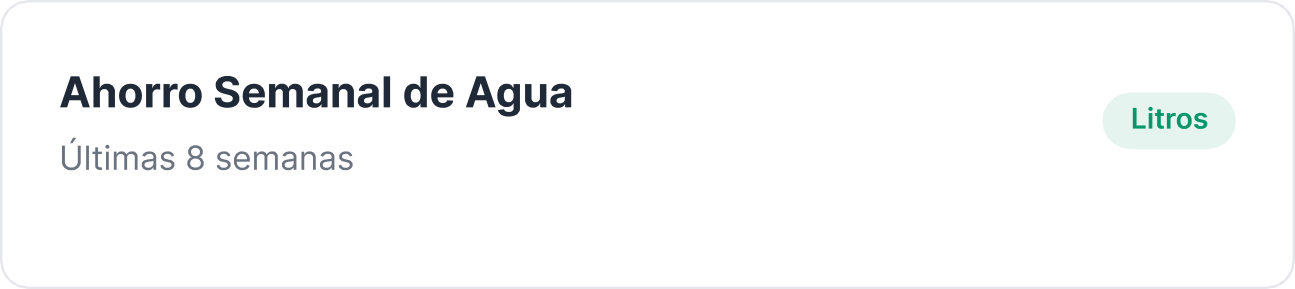 Ahorro Semanal de Agua
Últimas 8 semanas
Litros